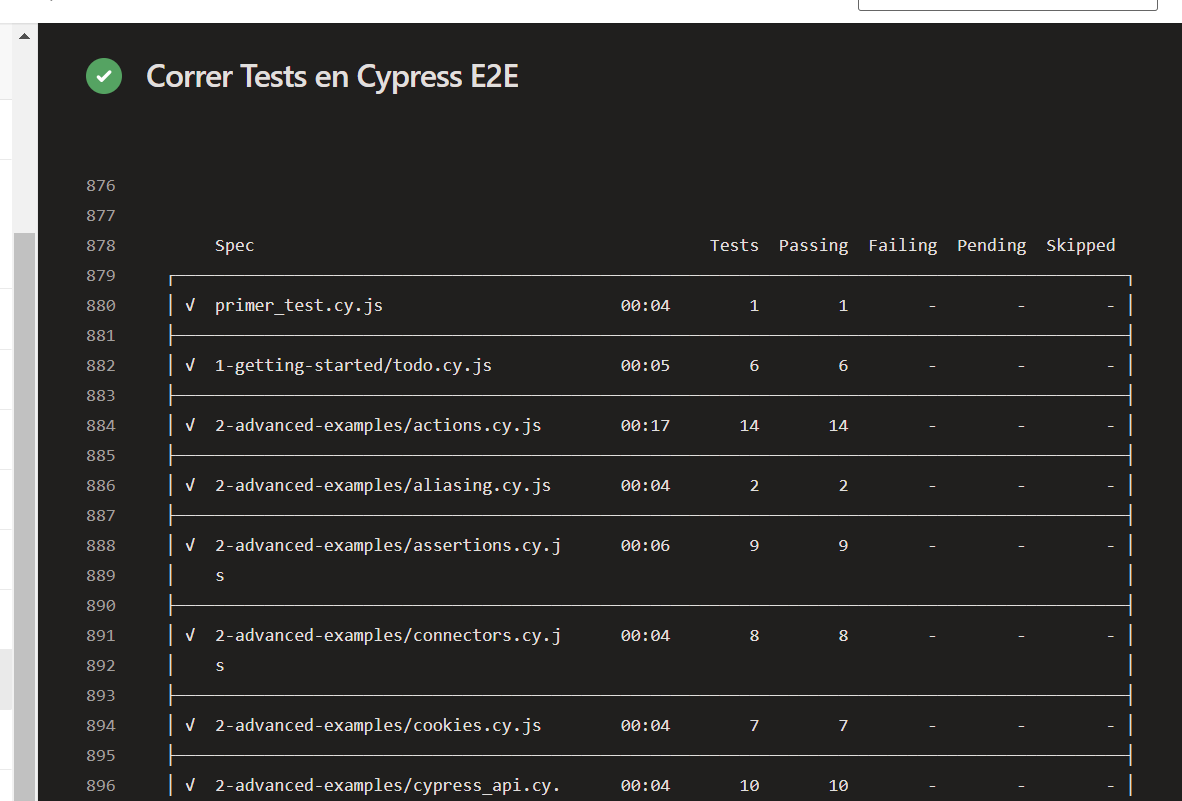 Correr Tests en Cypress E2E
876
877
878 Spec Tests Passing Failing Pending Skipped
879
880 √ primer_test.cy.js 00:04 1 1 - - -
881
882 √ 1-getting-started/todo.cy.js 00:05 6 6 - - -
883
884 √ 2-advanced-examples/actions.cy.js 00:17 14 14 - - -
885
886 √ 2-advanced-examples/aliasing.cy.js 00:04 2 2 - - -
887
888 √ 2-advanced-examples/assertions.cy.j 00:06 9 9 - - -
889 s
890
891 √ 2-advanced-examples/connectors.cy.j 00:04 8 8 - - -
892 s
893
894 √ 2-advanced-examples/cookies.cy.js 00:04 7 7 - - -
895
896 √ 2-advanced-examples/cypress_api.cy. 00:04 10 10 - - -